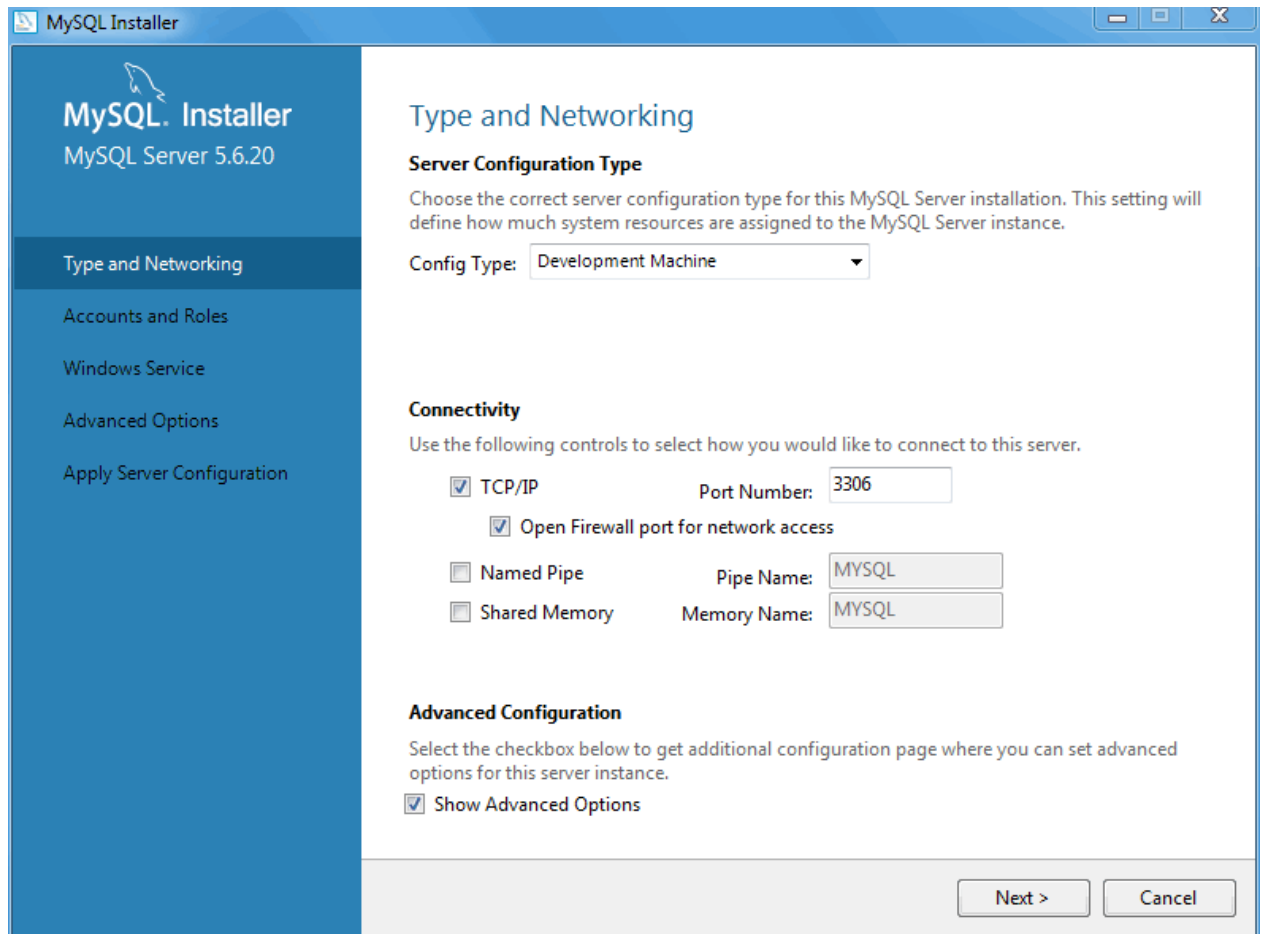 MySQL Installer
MySQL. Installer
MySQL Server 5.6.20
Type and Networking
Accounts and Roles
Windows Service
Advanced Options
Apply Server Configuration
Type and Networking
Server Configuration Type
Choose the correct server configuration type for this MySQL Server installation. This setting will
define how much system resources are assigned to the MySQL Server instance.
Config Type: Development Machine
Connectivity
Use the following controls to select how you would like to connect to this server.
TCP/IP Port Number: 3306
Open Firewall port for network access
Named Pipe Pipe Name: MYSQL
Shared Memory Memory Name: MYSQL
Advanced Configuration
Select the checkbox below to get additional configuration page where you can set advanced
options for this server instance.
Show Advanced Options
Next > Cancel